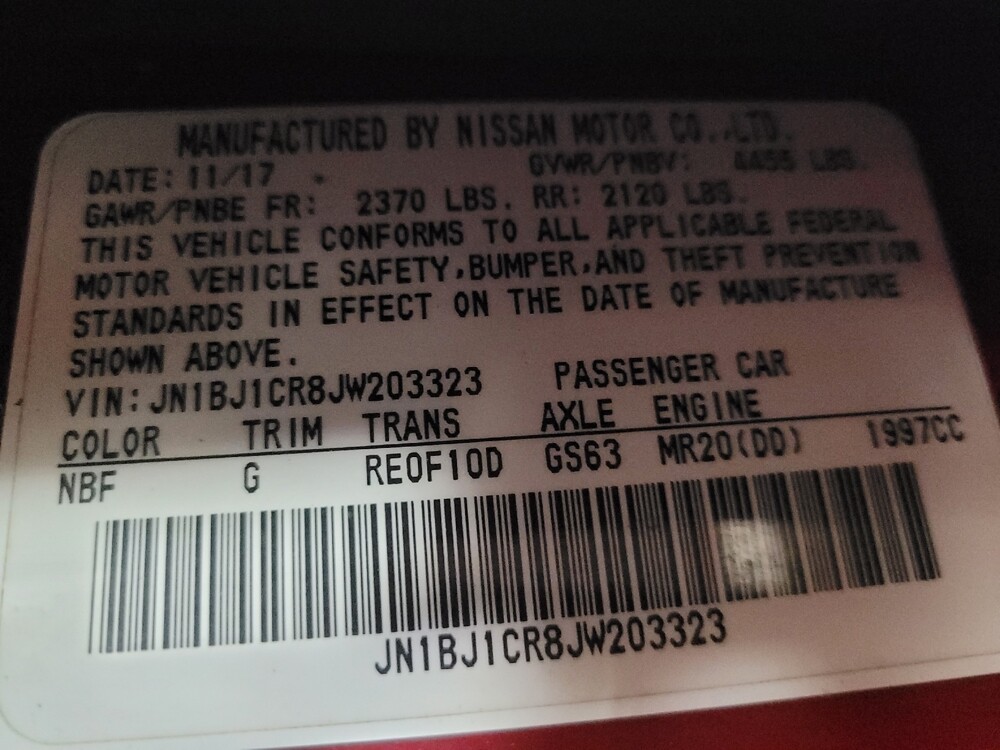 MANUFACTURED BY NISSAN MOTOR CO.,LTD.
DATE: 11/17 GVWR/PNBV: 4455 LBS.
GAWR/PNBE FR: 2370 LBS. RR: 2120 LBS.
THIS VEHICLE CONFORMS TO ALL APPLICABLE FEDERAL
MOTOR VEHICLE SAFETY,BUMPER,AND THEFT PREVENTION
STANDARDS IN EFFECT ON THE DATE OF MANUFACTURE
SHOWN ABOVE.
VIN: JN1BJ1CR8JW203323 PASSENGER CAR
COLOR TRIM TRANS AXLE ENGINE
NBF G RE0F10D GS63 MR20(DD) 1997CC
JN1BJ1CR8JW203323